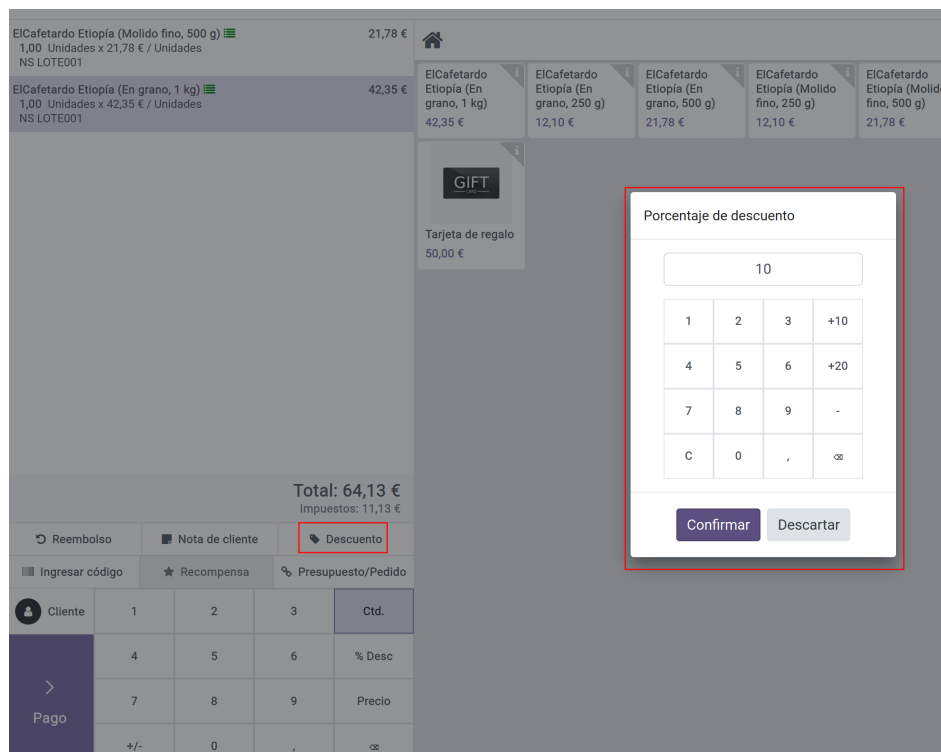 ElCafetardo Etiopía (Molido fino, 500 g) 21,78 €
1,00 Unidades x 21,78 € / Unidades
NS LOTE001
ElCafetardo Etiopía (En grano, 1 kg) 42,35 €
1,00 Unidades x 42,35 € / Unidades
NS LOTE001
Total: 64,13 €
Impuestos: 11,13 €
Reembolso Nota de cliente Descuento
Ingresar código Recompensa Presupuesto/Pedido
Cliente 1 2 3 Ctd.
4 5 6 % Desc
7 8 9 Precio
Pago
+/- 0 , ⌫
ElCafetardo
Etiopía (En
grano, 1 kg)
42,35 €
ElCafetardo
Etiopía (En
grano, 250 g)
12,10 €
ElCafetardo
Etiopía (En
grano, 500 g)
21,78 €
ElCafetardo
Etiopía (Molido
fino, 250 g)
12,10 €
ElCafetardo
Etiopía (Molid
fino, 500 g)
21,78 €
GIFT
CARD
Tarjeta de regalo
50,00 €
Porcentaje de descuento
10
1 2 3 +10
4 5 6 +20
7 8 9 -
C 0 , ⌫
Confirmar Descartar